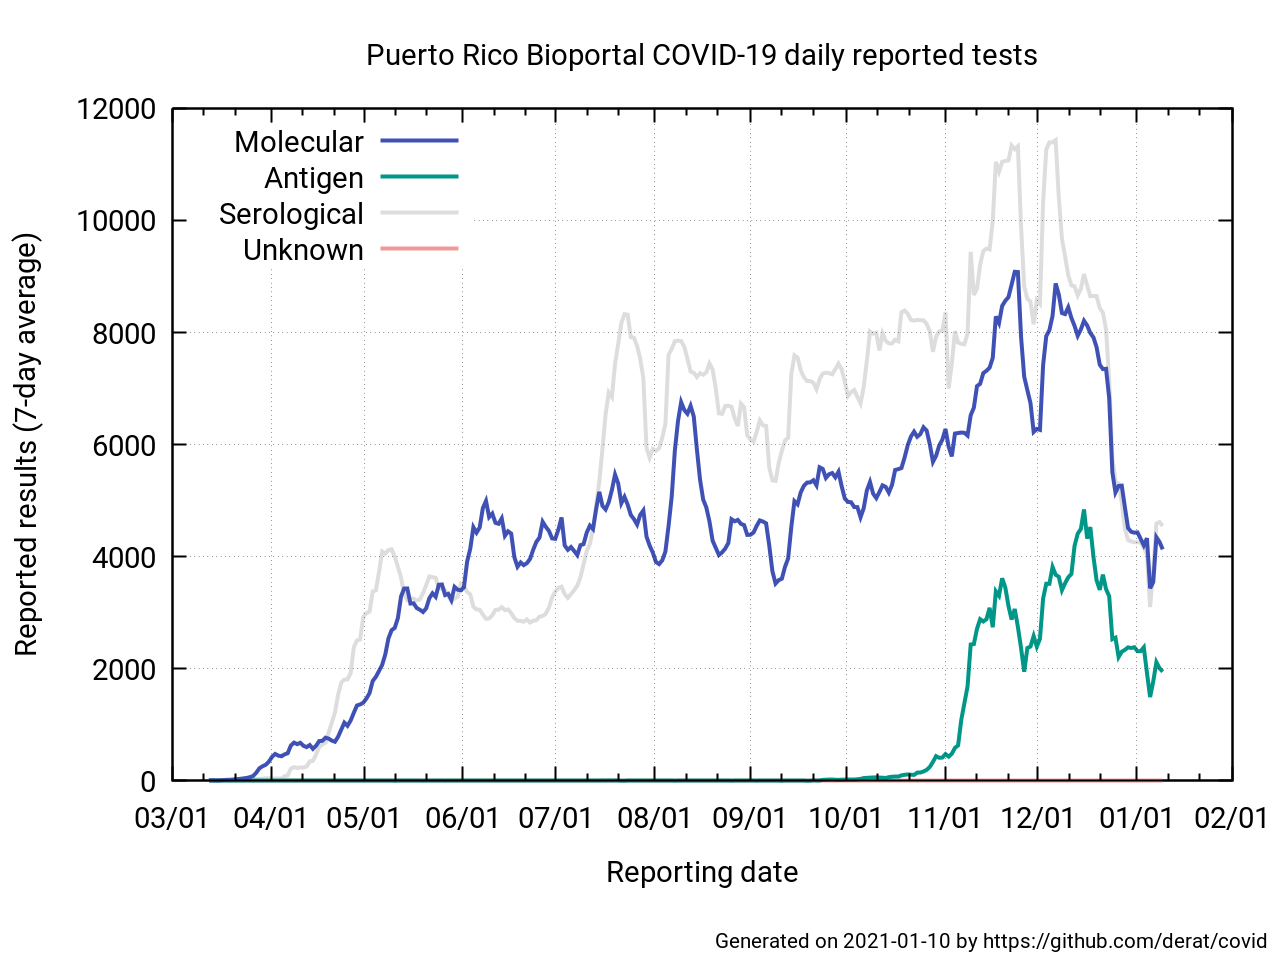 Puerto Rico Bioportal COVID-19 daily reported tests
12000
10000
8000
6000
4000
2000
0
Reported results (7-day average)
Molecular
Antigen
Serological
Unknown
03/01 04/01 05/01 06/01 07/01 08/01 09/01 10/01 11/01 12/01 01/01 02/01
Reporting date
Generated on 2021-01-10 by https://github.com/derat/covid